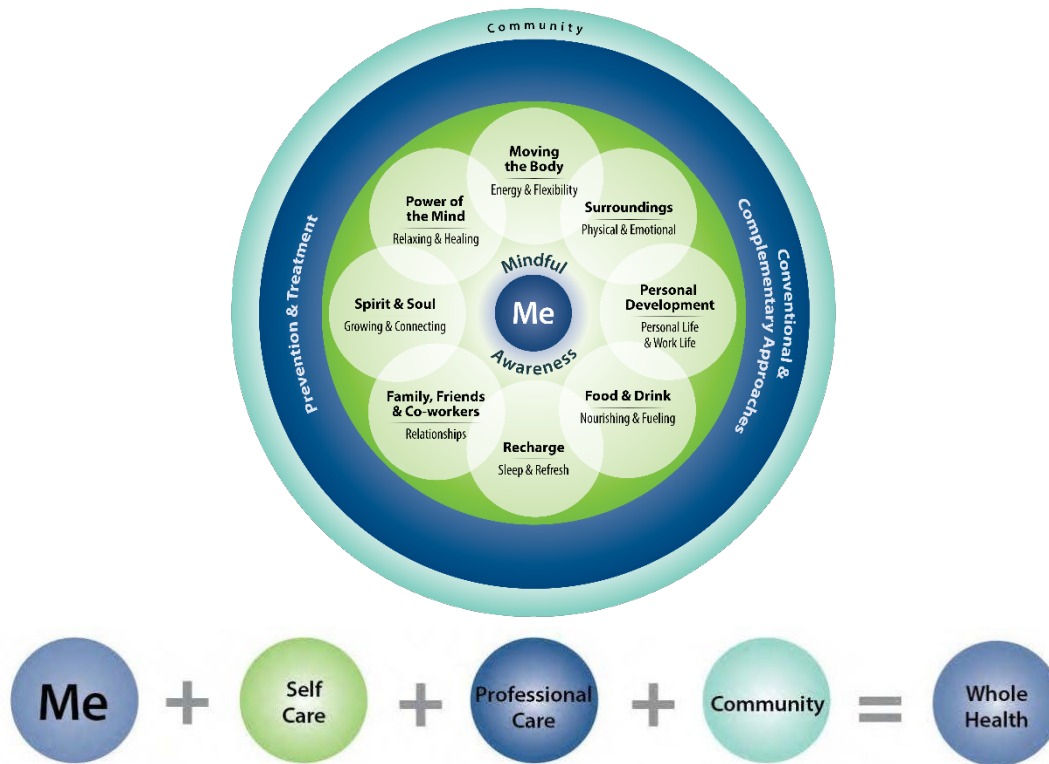 Community
Prevention & Treatment
Conventional &
Complementary Approaches
Moving
the Body
Energy & Flexibility
Surroundings
Physical & Emotional
Personal
Development
Personal Life
& Work Life
Food & Drink
Nourishing & Fueling
Recharge
Sleep & Refresh
Family, Friends
& Co-workers
Relationships
Spirit & Soul
Growing & Connecting
Power of
the Mind
Relaxing & Healing
Mindful
Me
Awareness
Me
+
Self
Care
+
Professional
Care
+
Community
=
Whole
Health